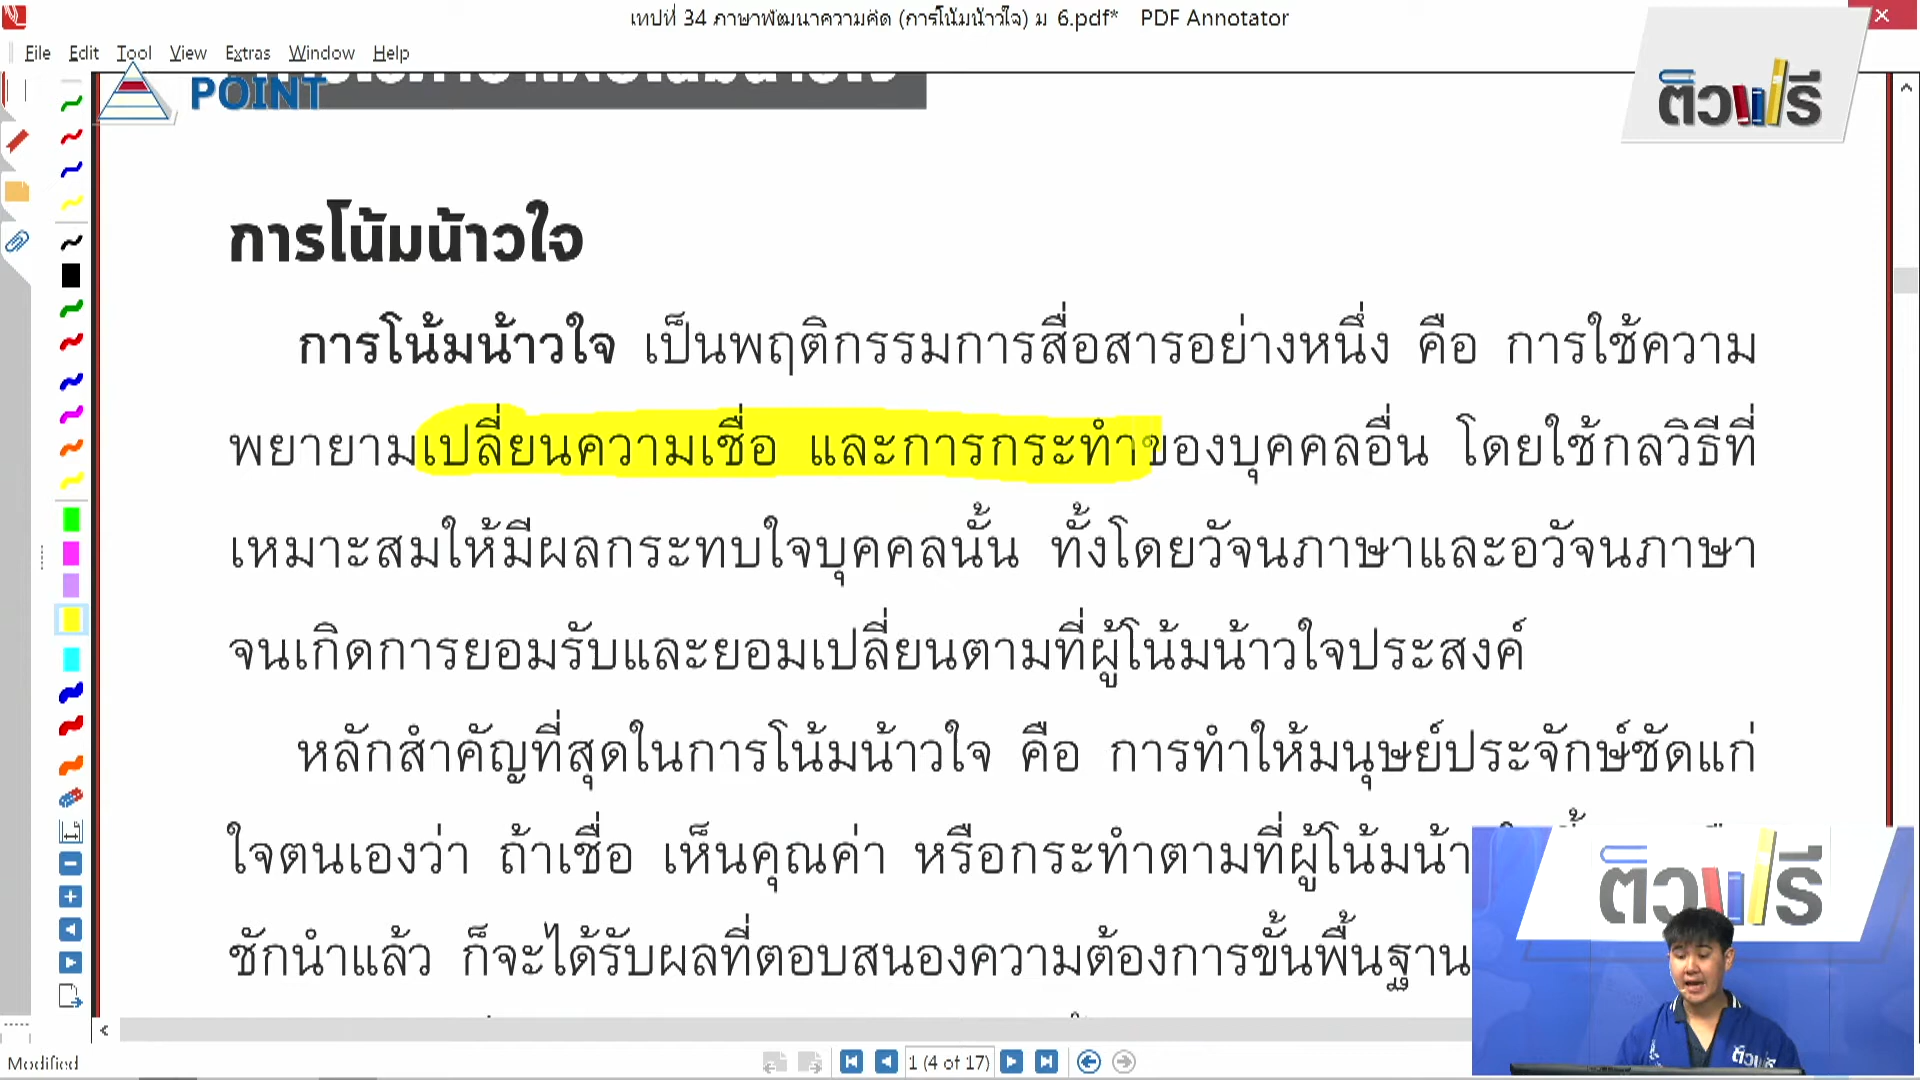 เทปที่ 34 ภาษาพัฒนาความคิด (การโน้มน้าวใจ) ม 6.pdf* PDF Annotator
File Edit Tool View Extras Window Help
POINT
ติวฟรี
การโน้มน้าวใจ
การโน้มน้าวใจ เป็นพฤติกรรมการสื่อสารอย่างหนึ่ง คือ การใช้ความ
พยายามเปลี่ยนความเชื่อ และการกระทำของบุคคลอื่น โดยใช้กลวิธีที่
เหมาะสมให้มีผลกระทบใจบุคคลนั้น ทั้งโดยวัจนภาษาและอวัจนภาษา
จนเกิดการยอมรับและยอมเปลี่ยนตามที่ผู้โน้มน้าวใจประสงค์
หลักสำคัญที่สุดในการโน้มน้าวใจ คือ การทำให้มนุษย์ประจักษ์ชัดแก่
ใจตนเองว่า ถ้าเชื่อ เห็นคุณค่า หรือกระทำตามที่ผู้โน้มน้า
ชักนำแล้ว ก็จะได้รับผลที่ตอบสนองความต้องการขั้นพื้นฐาน
ติวฟรี
ติวฟรี
Modified
1 (4 of 17)